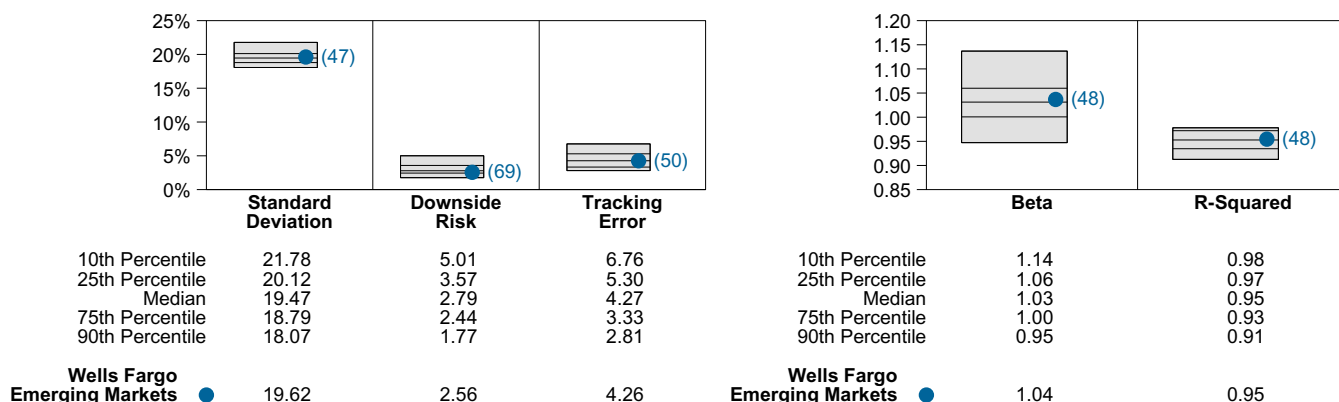 25%
20%
15%
10%
5%
0%
(47)
(69)
(50)
Standard Deviation
Downside Risk
Tracking Error
10th Percentile 21.78 5.01 6.76
25th Percentile 20.12 3.57 5.30
Median 19.47 2.79 4.27
75th Percentile 18.79 2.44 3.33
90th Percentile 18.07 1.77 2.81
Wells Fargo
Emerging Markets 19.62 2.56 4.26
1.20
1.15
1.10
1.05
1.00
0.95
0.90
0.85
(48)
(48)
Beta R-Squared
10th Percentile 1.14 0.98
25th Percentile 1.06 0.97
Median 1.03 0.95
75th Percentile 1.00 0.93
90th Percentile 0.95 0.91
Wells Fargo
Emerging Markets 1.04 0.95